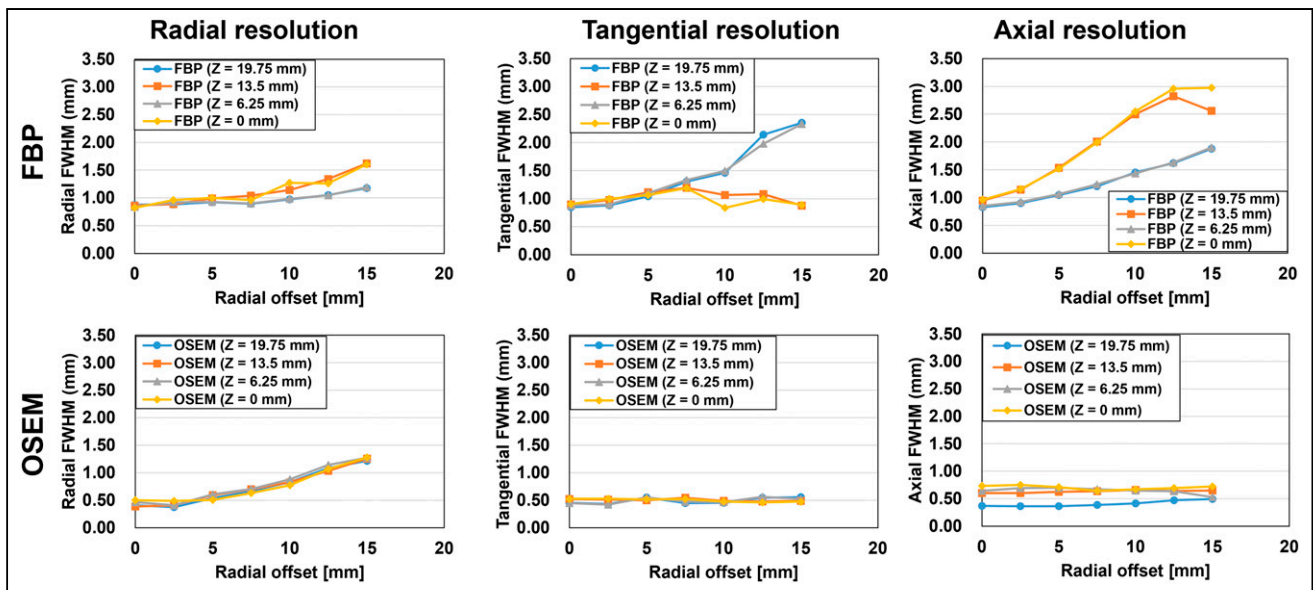 Radial resolution
Tangential resolution
Axial resolution
FBP
Radial FWHM (mm)
3.50
3.00
2.50
2.00
1.50
1.00
0.50
0.00
FBP (Z = 19.75 mm)
FBP (Z = 13.5 mm)
FBP (Z = 6.25 mm)
FBP (Z = 0 mm)
0 5 10 15 20
Radial offset [mm]
Tangential FWHM (mm)
3.50
3.00
2.50
2.00
1.50
1.00
0.50
0.00
FBP (Z = 19.75 mm)
FBP (Z = 13.5 mm)
FBP (Z = 6.25 mm)
FBP (Z = 0 mm)
0 5 10 15 20
Radial offset [mm]
Axial FWHM (mm)
3.50
3.00
2.50
2.00
1.50
1.00
0.50
0.00
FBP (Z = 19.75 mm)
FBP (Z = 13.5 mm)
FBP (Z = 6.25 mm)
FBP (Z = 0 mm)
0 5 10 15 20
Radial offset [mm]
OSEM
Radial FWHM (mm)
3.50
3.00
2.50
2.00
1.50
1.00
0.50
0.00
OSEM (Z = 19.75 mm)
OSEM (Z = 13.5 mm)
OSEM (Z = 6.25 mm)
OSEM (Z = 0 mm)
0 5 10 15 20
Radial offset [mm]
Tangential FWHM (mm)
3.50
3.00
2.50
2.00
1.50
1.00
0.50
0.00
OSEM (Z = 19.75 mm)
OSEM (Z = 13.5 mm)
OSEM (Z = 6.25 mm)
OSEM (Z = 0 mm)
0 5 10 15 20
Radial offset [mm]
Axial FWHM (mm)
3.50
3.00
2.50
2.00
1.50
1.00
0.50
0.00
OSEM (Z = 19.75 mm)
OSEM (Z = 13.5 mm)
OSEM (Z = 6.25 mm)
OSEM (Z = 0 mm)
0 5 10 15 20
Radial offset [mm]